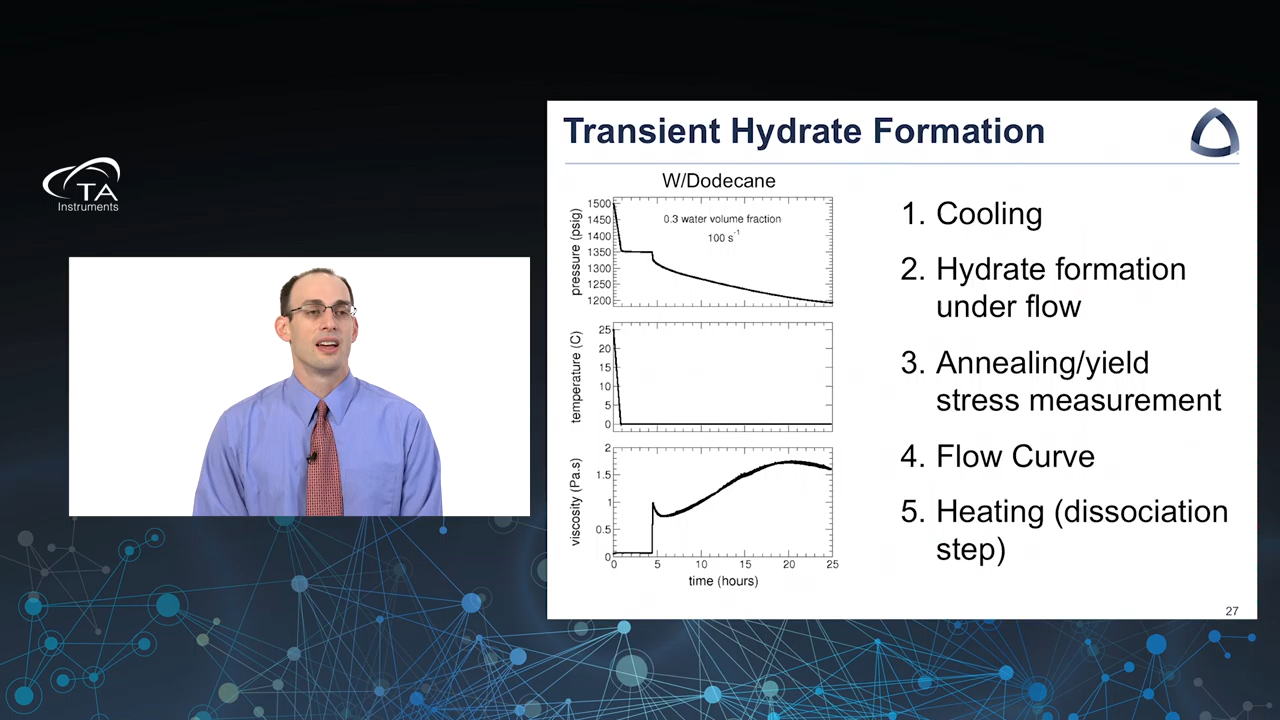 TA
Instruments
Transient Hydrate Formation
W/Dodecane
pressure (psig)
1500
1450
1400
1350
1300
1250
1200
0.3 water volume fraction
100 s⁻¹
temperature (C)
25
20
15
10
5
0
viscosity (Pa.s)
2
1.5
1
0.5
0
0 5 10 15 20 25
time (hours)
1. Cooling
2. Hydrate formation
under flow
3. Annealing/yield
stress measurement
4. Flow Curve
5. Heating (dissociation
step)
27